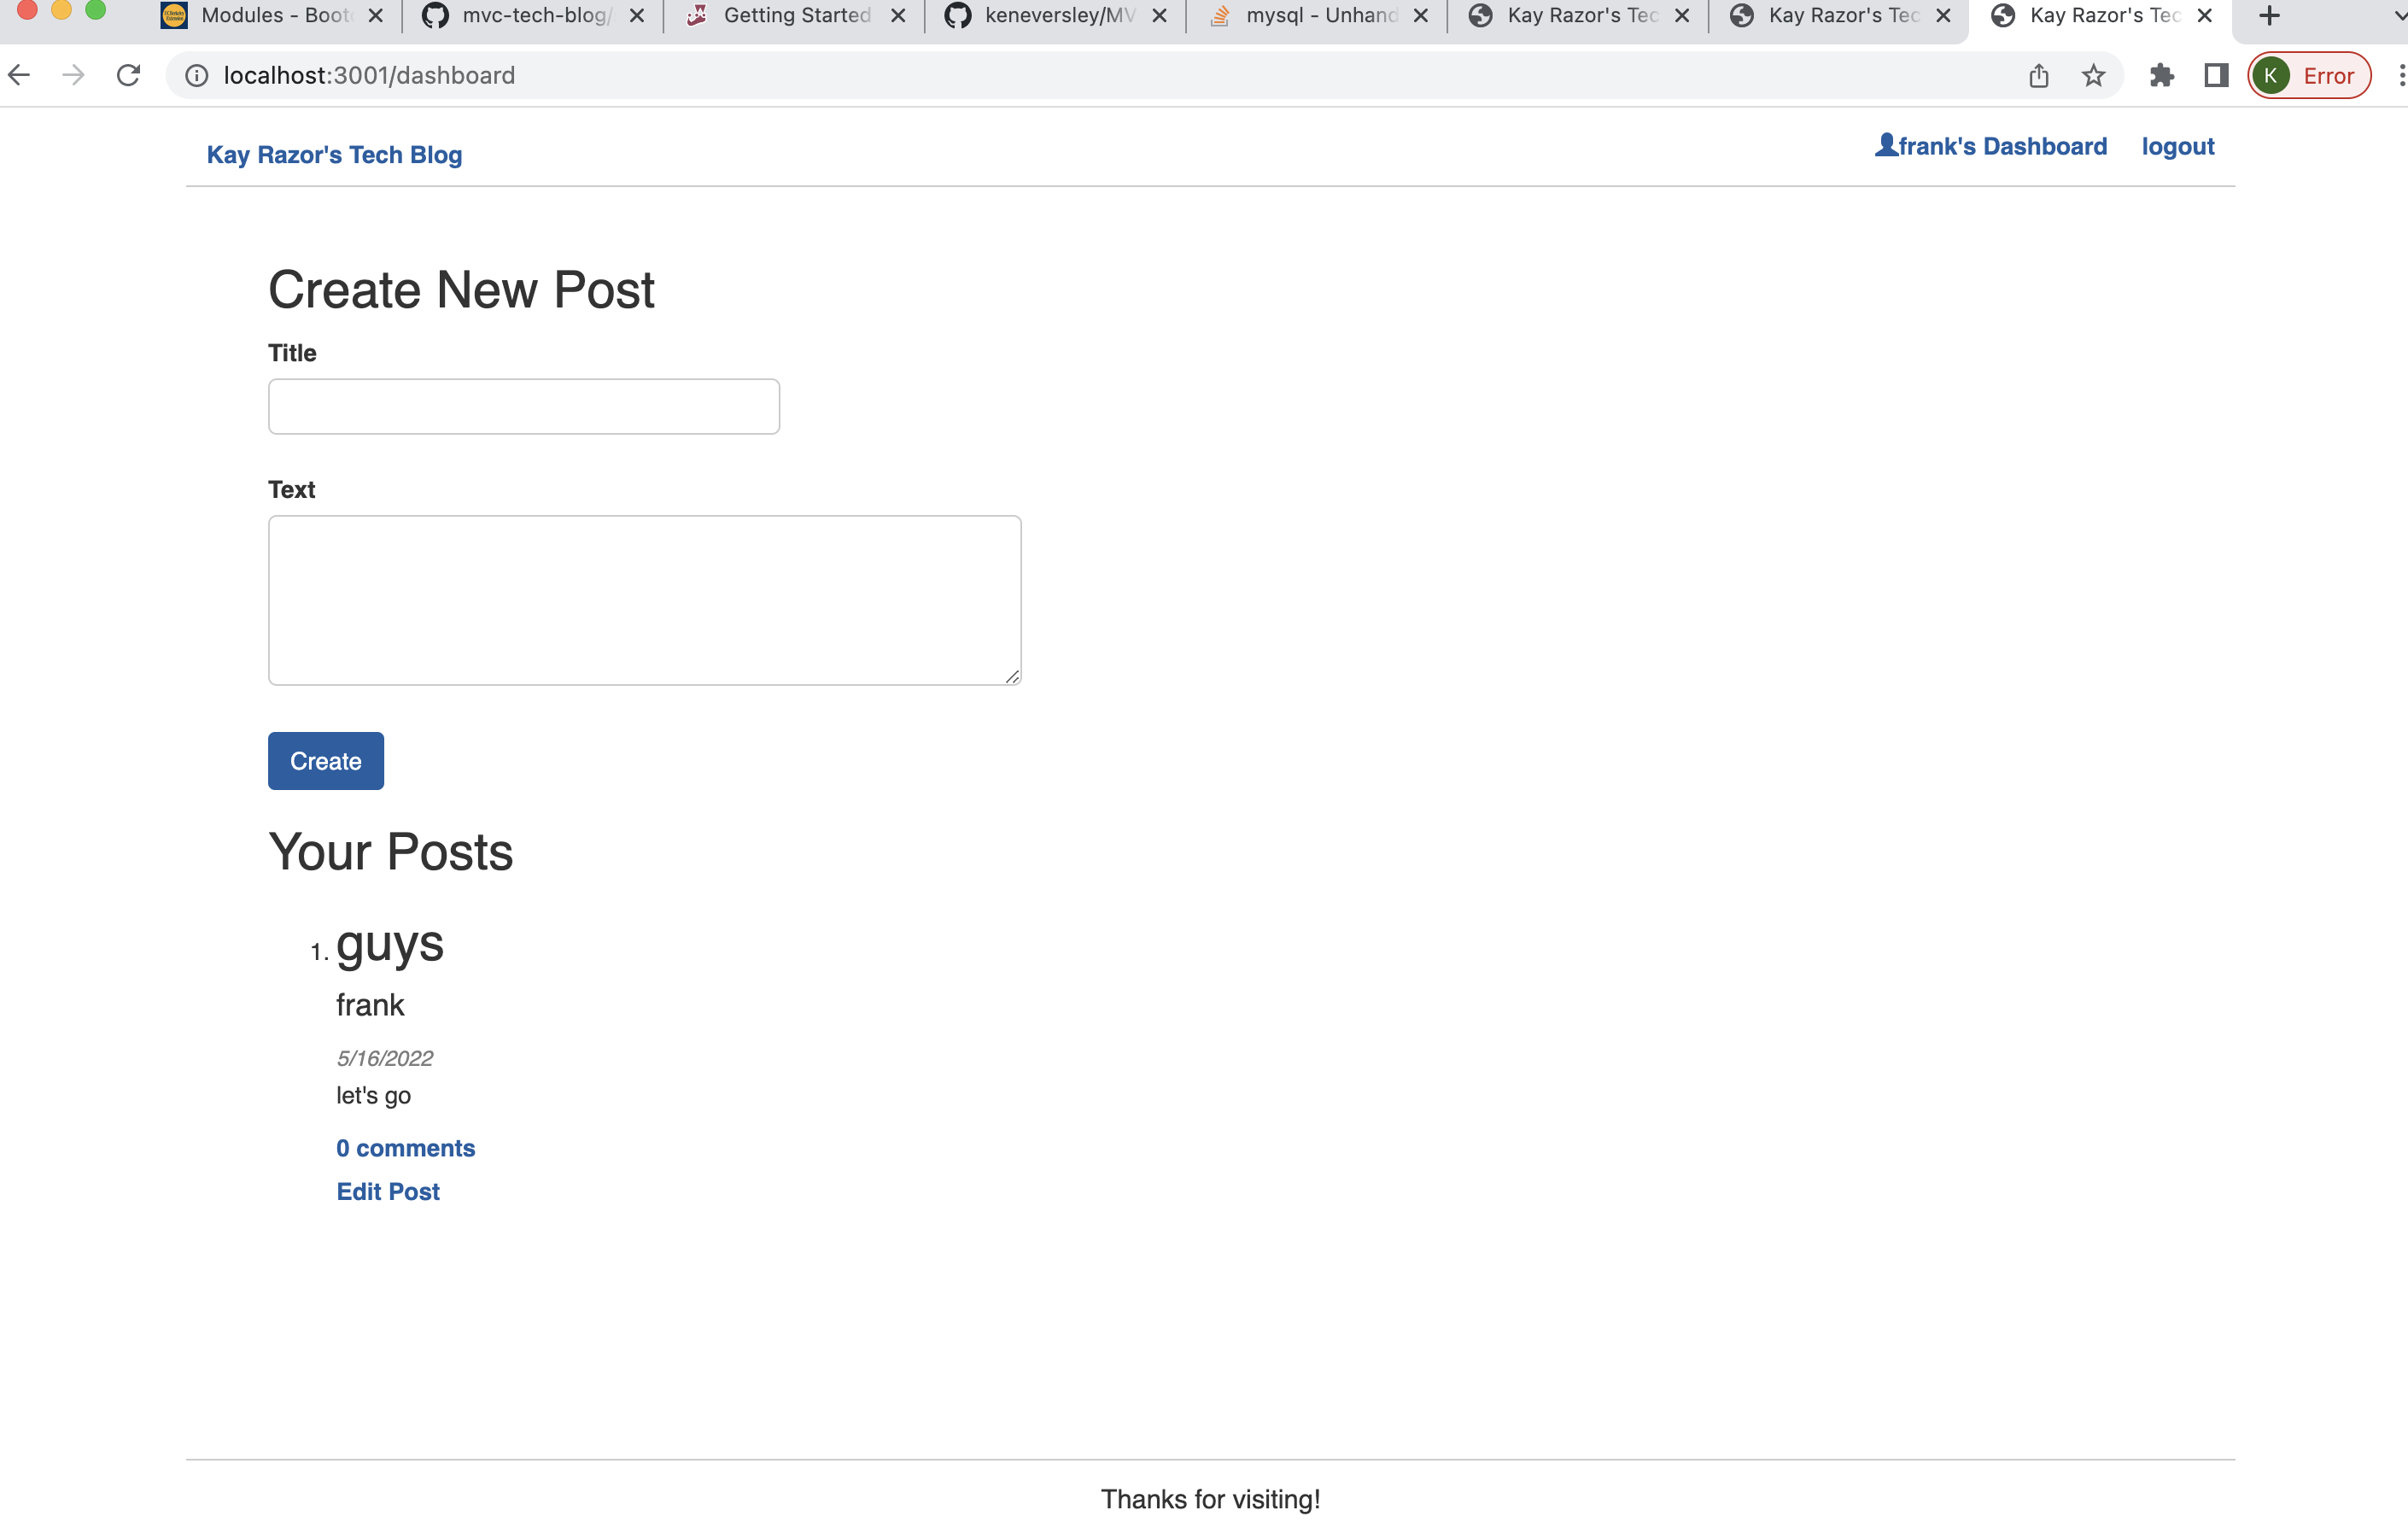 Modules - Boot
mvc-tech-blog/
Getting Started
keneversley/MV
mysql - Unhand
Kay Razor's Tec
Kay Razor's Tec
Kay Razor's Tec
localhost:3001/dashboard
K Error
Kay Razor's Tech Blog
frank's Dashboard logout
Create New Post
Title
Text
Create
Your Posts
1. guys
frank
5/16/2022
let's go
0 comments
Edit Post
Thanks for visiting!